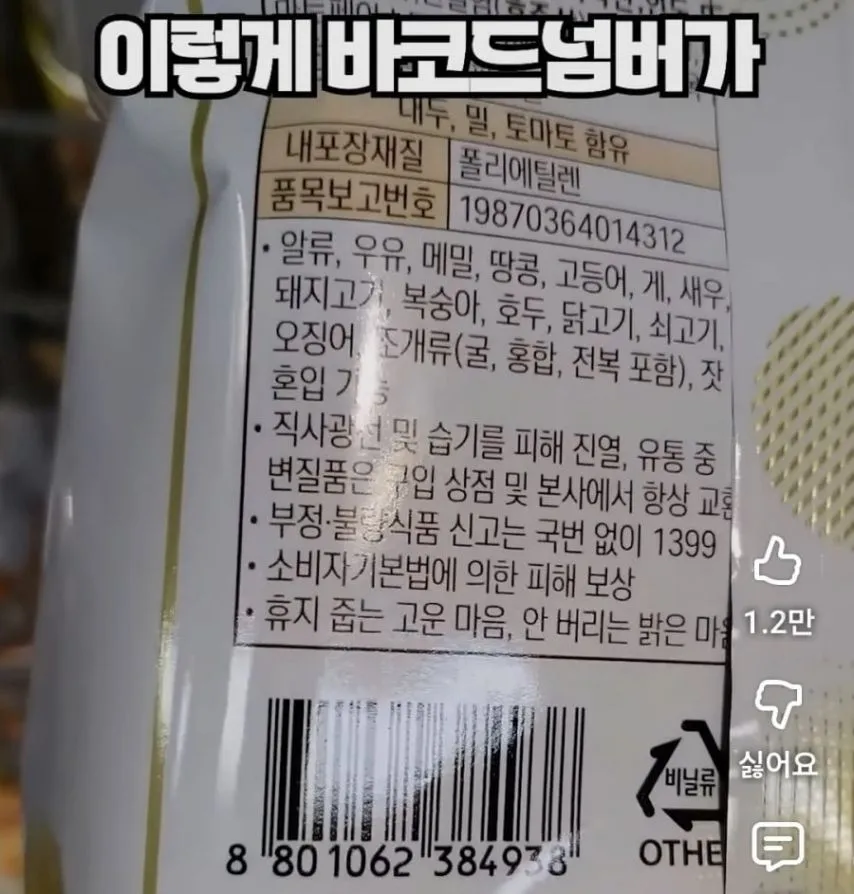 이렇게 바코드넘버가
대두, 밀, 토마토 함유
내포장재질 폴리에틸렌
품목보고번호 19870364014312
• 알류, 우유, 메밀, 땅콩, 고등어, 게, 새우,
돼지고기, 복숭아, 호두, 닭고기, 쇠고기,
오징어, 조개류(굴, 홍합, 전복 포함), 잣
혼입 가능
• 직사광선 및 습기를 피해 진열, 유통 중
변질품은 구입 상점 및 본사에서 항상 교환
• 부정·불량식품 신고는 국번 없이 1399
• 소비자기본법에 의한 피해 보상
• 휴지 줍는 고운 마음, 안 버리는 밝은 마음
1.2만
싫어요
비닐류
OTHE
8 801062 384938